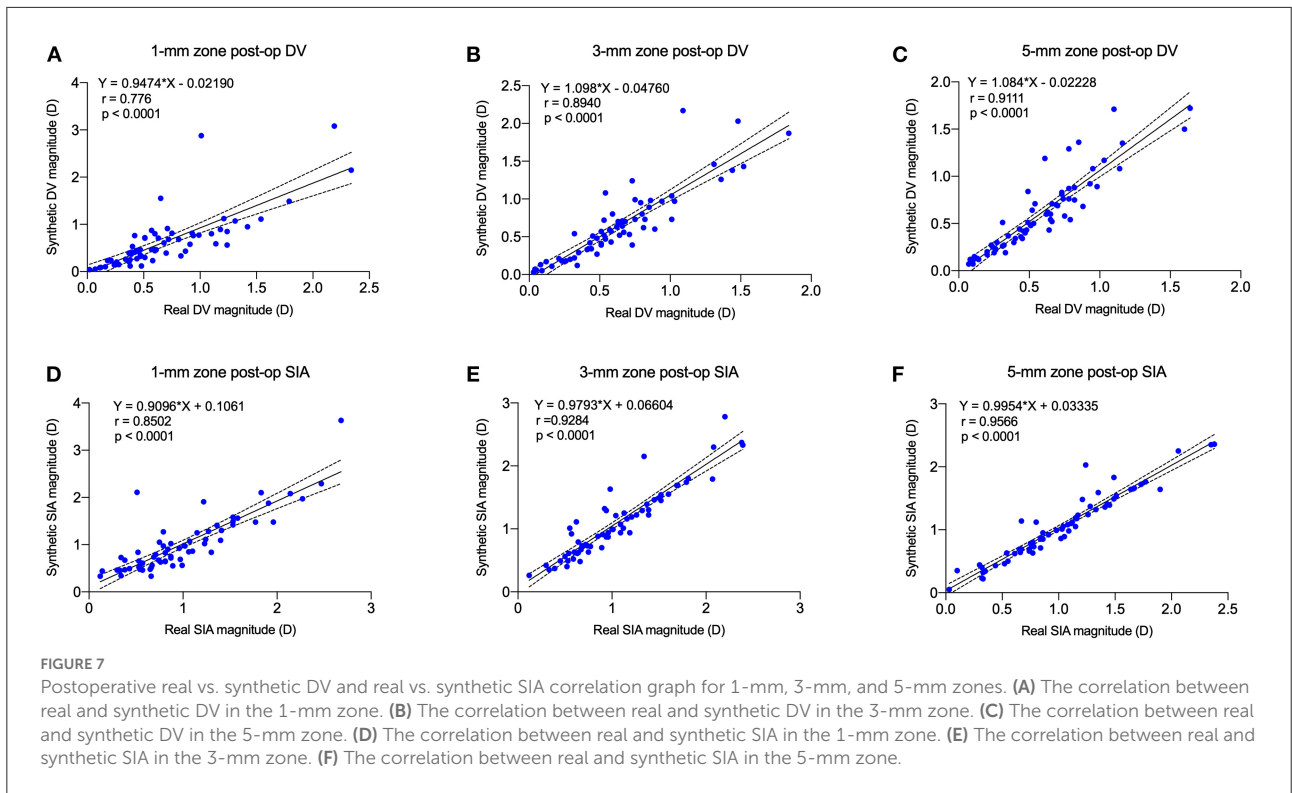 A
1-mm zone post-op DV
Y = 0.9474*X - 0.02190
r = 0.776
p < 0.0001
Synthetic DV magnitude (D)
4
3
2
1
0
0.0 0.5 1.0 1.5 2.0 2.5
Real DV magnitude (D)
B
3-mm zone post-op DV
Y = 1.098*X - 0.04760
r = 0.8940
p < 0.0001
Synthetic DV magnitude (D)
2.5
2.0
1.5
1.0
0.5
0.0
0.0 0.5 1.0 1.5 2.0
Real DV magnitude (D)
C
5-mm zone post-op DV
Y = 1.084*X - 0.02228
r = 0.9111
p < 0.0001
Synthetic DV magnitude (D)
2.0
1.5
1.0
0.5
0.0
0.0 0.5 1.0 1.5 2.0
Real DV magnitude (D)
D
1-mm zone post-op SIA
Y = 0.9096*X + 0.1061
r = 0.8502
p < 0.0001
Synthetic SIA magnitude (D)
4
3
2
1
0
0 1 2 3
Real SIA magnitude (D)
E
3-mm zone post-op SIA
Y = 0.9793*X + 0.06604
r =0.9284
p < 0.0001
Synthetic SIA magnitude (D)
3
2
1
0
0 1 2 3
Real SIA magnitude (D)
F
5-mm zone post-op SIA
Y = 0.9954*X + 0.03335
r = 0.9566
p < 0.0001
Synthetic SIA magnitude (D)
3
2
1
0
0.0 0.5 1.0 1.5 2.0 2.5
Real SIA magnitude (D)
FIGURE 7
Postoperative real vs. synthetic DV and real vs. synthetic SIA correlation graph for 1-mm, 3-mm, and 5-mm zones. (A) The correlation between
real and synthetic DV in the 1-mm zone. (B) The correlation between real and synthetic DV in the 3-mm zone. (C) The correlation between real
and synthetic DV in the 5-mm zone. (D) The correlation between real and synthetic SIA in the 1-mm zone. (E) The correlation between real and
synthetic SIA in the 3-mm zone. (F) The correlation between real and synthetic SIA in the 5-mm zone.